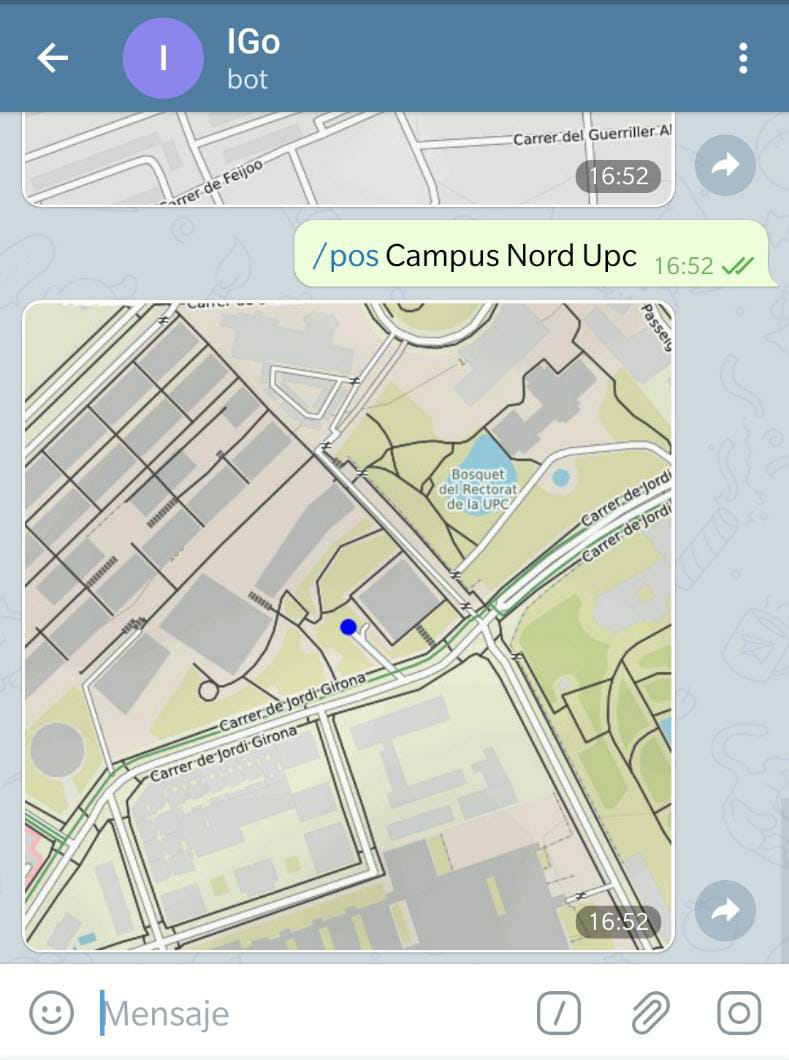 IGo
bot
I
Carrer del Guerriller
Carrer de Feijoo
16:52
/pos Campus Nord Upc 16:52
Carrer
Passeig
Bosquet
del Rectorat
de la UPC
Carrer de Jordi
Carrer de Jordi
Carrer de Jordi Girona
Carrer de Jordi Girona
16:52
Mensaje